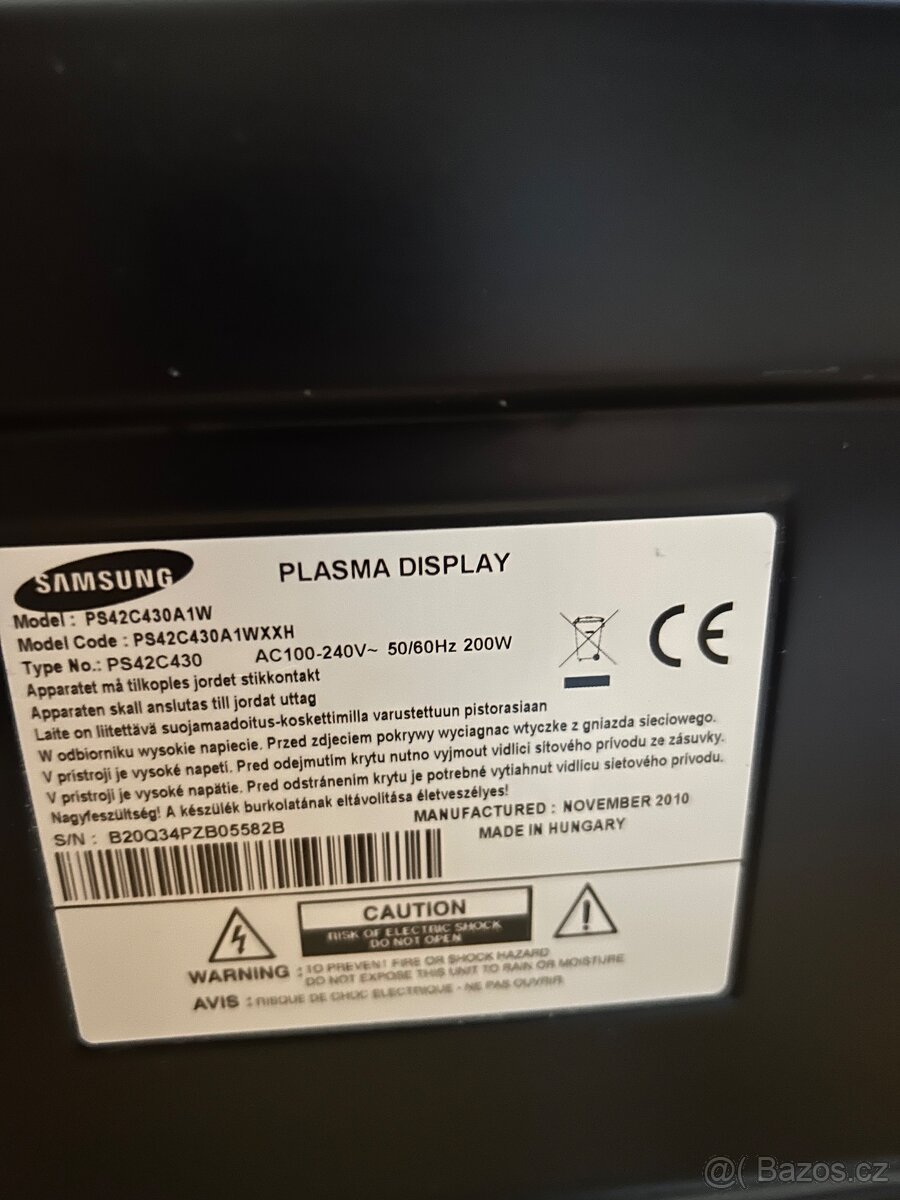 SAMSUNG
PLASMA DISPLAY
Model : PS42C430A1W
Model Code : PS42C430A1WXXH
Type No.: PS42C430
AC100-240V~ 50/60Hz 200W
CE
Apparatet må tilkoples jordet stikkontakt
Apparaten skall anslutas till jordat uttag
Laite on liitettävä suojamaadoitus-koskettimilla varustettuun pistorasiaan
W odbiorniku wysokie napiecie. Przed zdjeciem pokrywy wyciagnac wtyczke z gniazda sieciowego.
V prístroji je vysoké napetí. Pred odejmutím krytu nutno vyjmout vidlici sítového prívodu ze zásuvky.
V prístroji je vysoké napätie. Pred odstránením krytu je potrebné vytiahnut vidlicu sietového prívodu.
Nagyfeszültség! A készülék burkolatának eltávolítása életveszélyes!
MANUFACTURED : NOVEMBER 2010
S/N : B20Q34PZB05582B
MADE IN HUNGARY
CAUTION
RISK OF ELECTRIC SHOCK
DO NOT OPEN
WARNING : TO PREVENT FIRE OR SHOCK HAZARD
DO NOT EXPOSE THIS UNIT TO RAIN OR MOISTURE
AVIS : RISQUE DE CHOC ELECTRIQUE - NE PAS OUVRIR
@( Bazos.cz